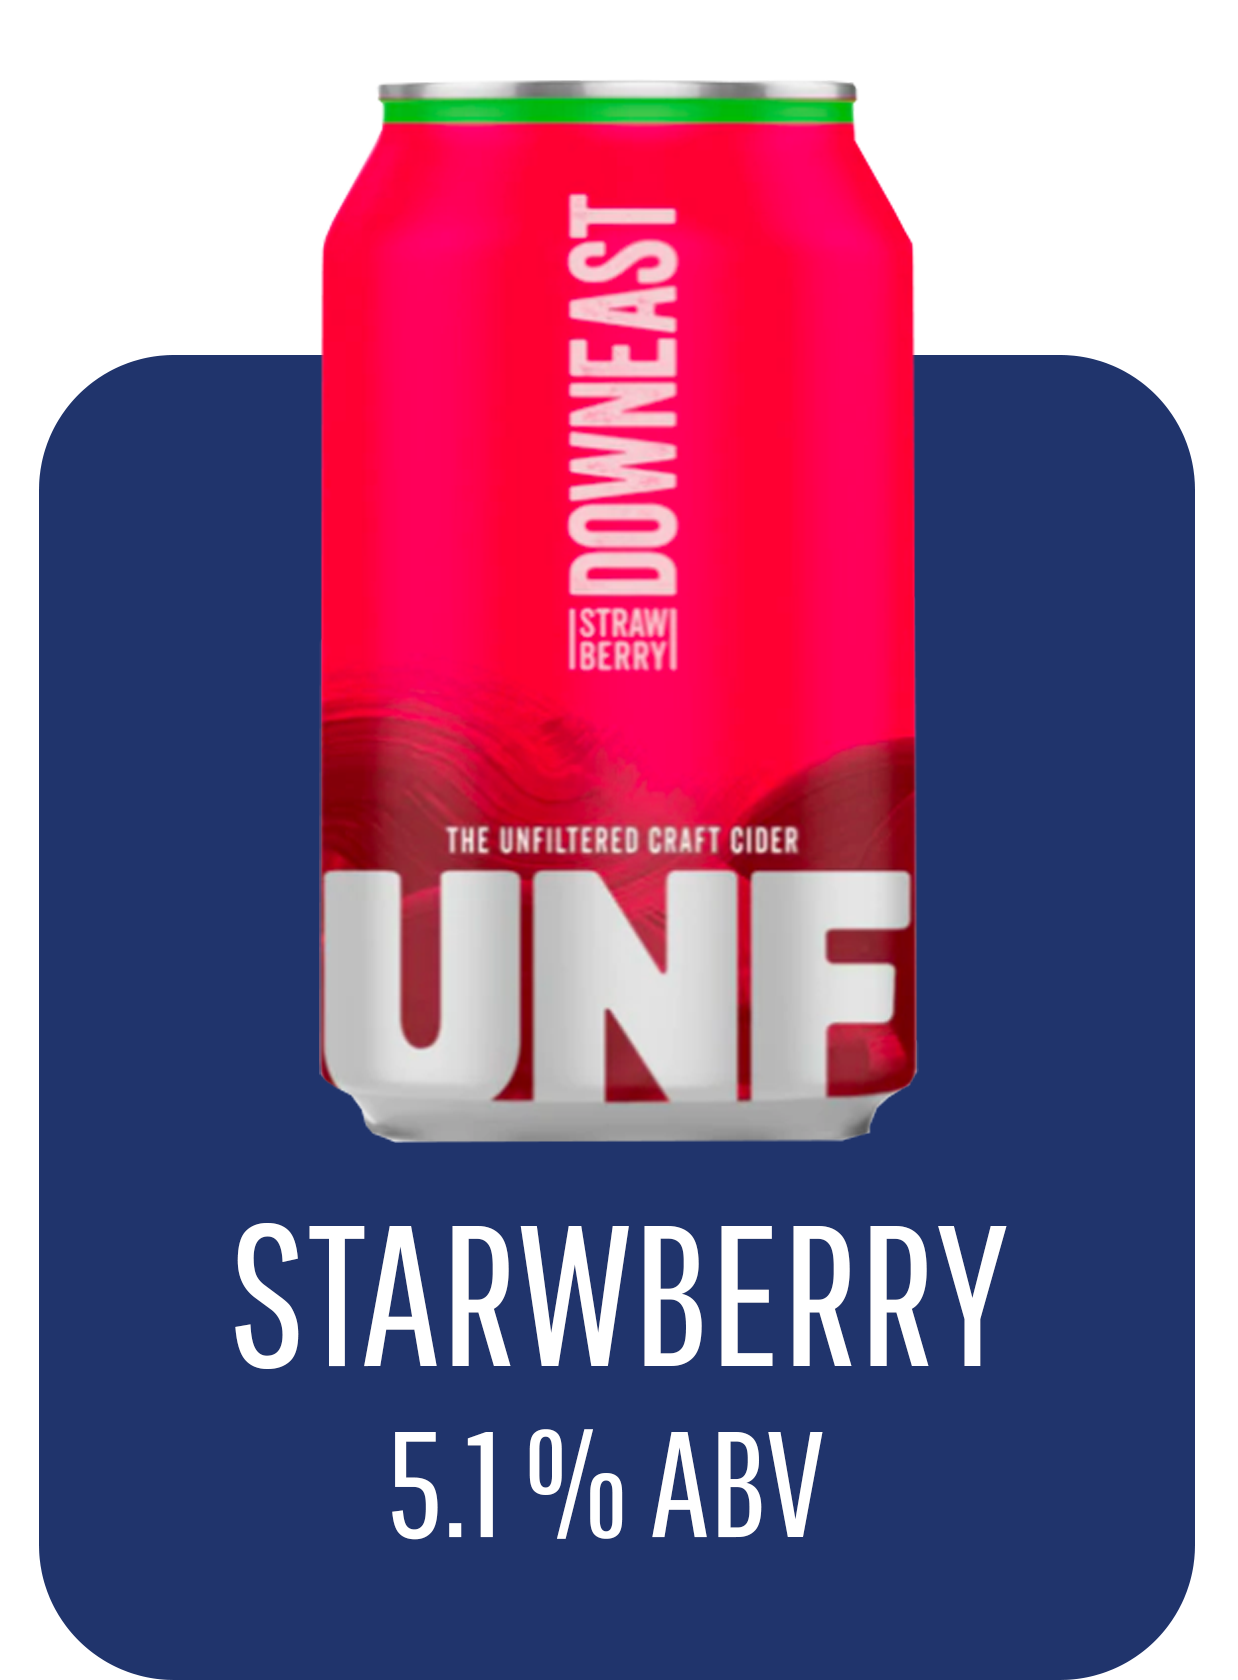 DOWNEAST
STRAW
BERRY
THE UNFILTERED CRAFT CIDER
UNF
STARWBERRY
5.1 % ABV